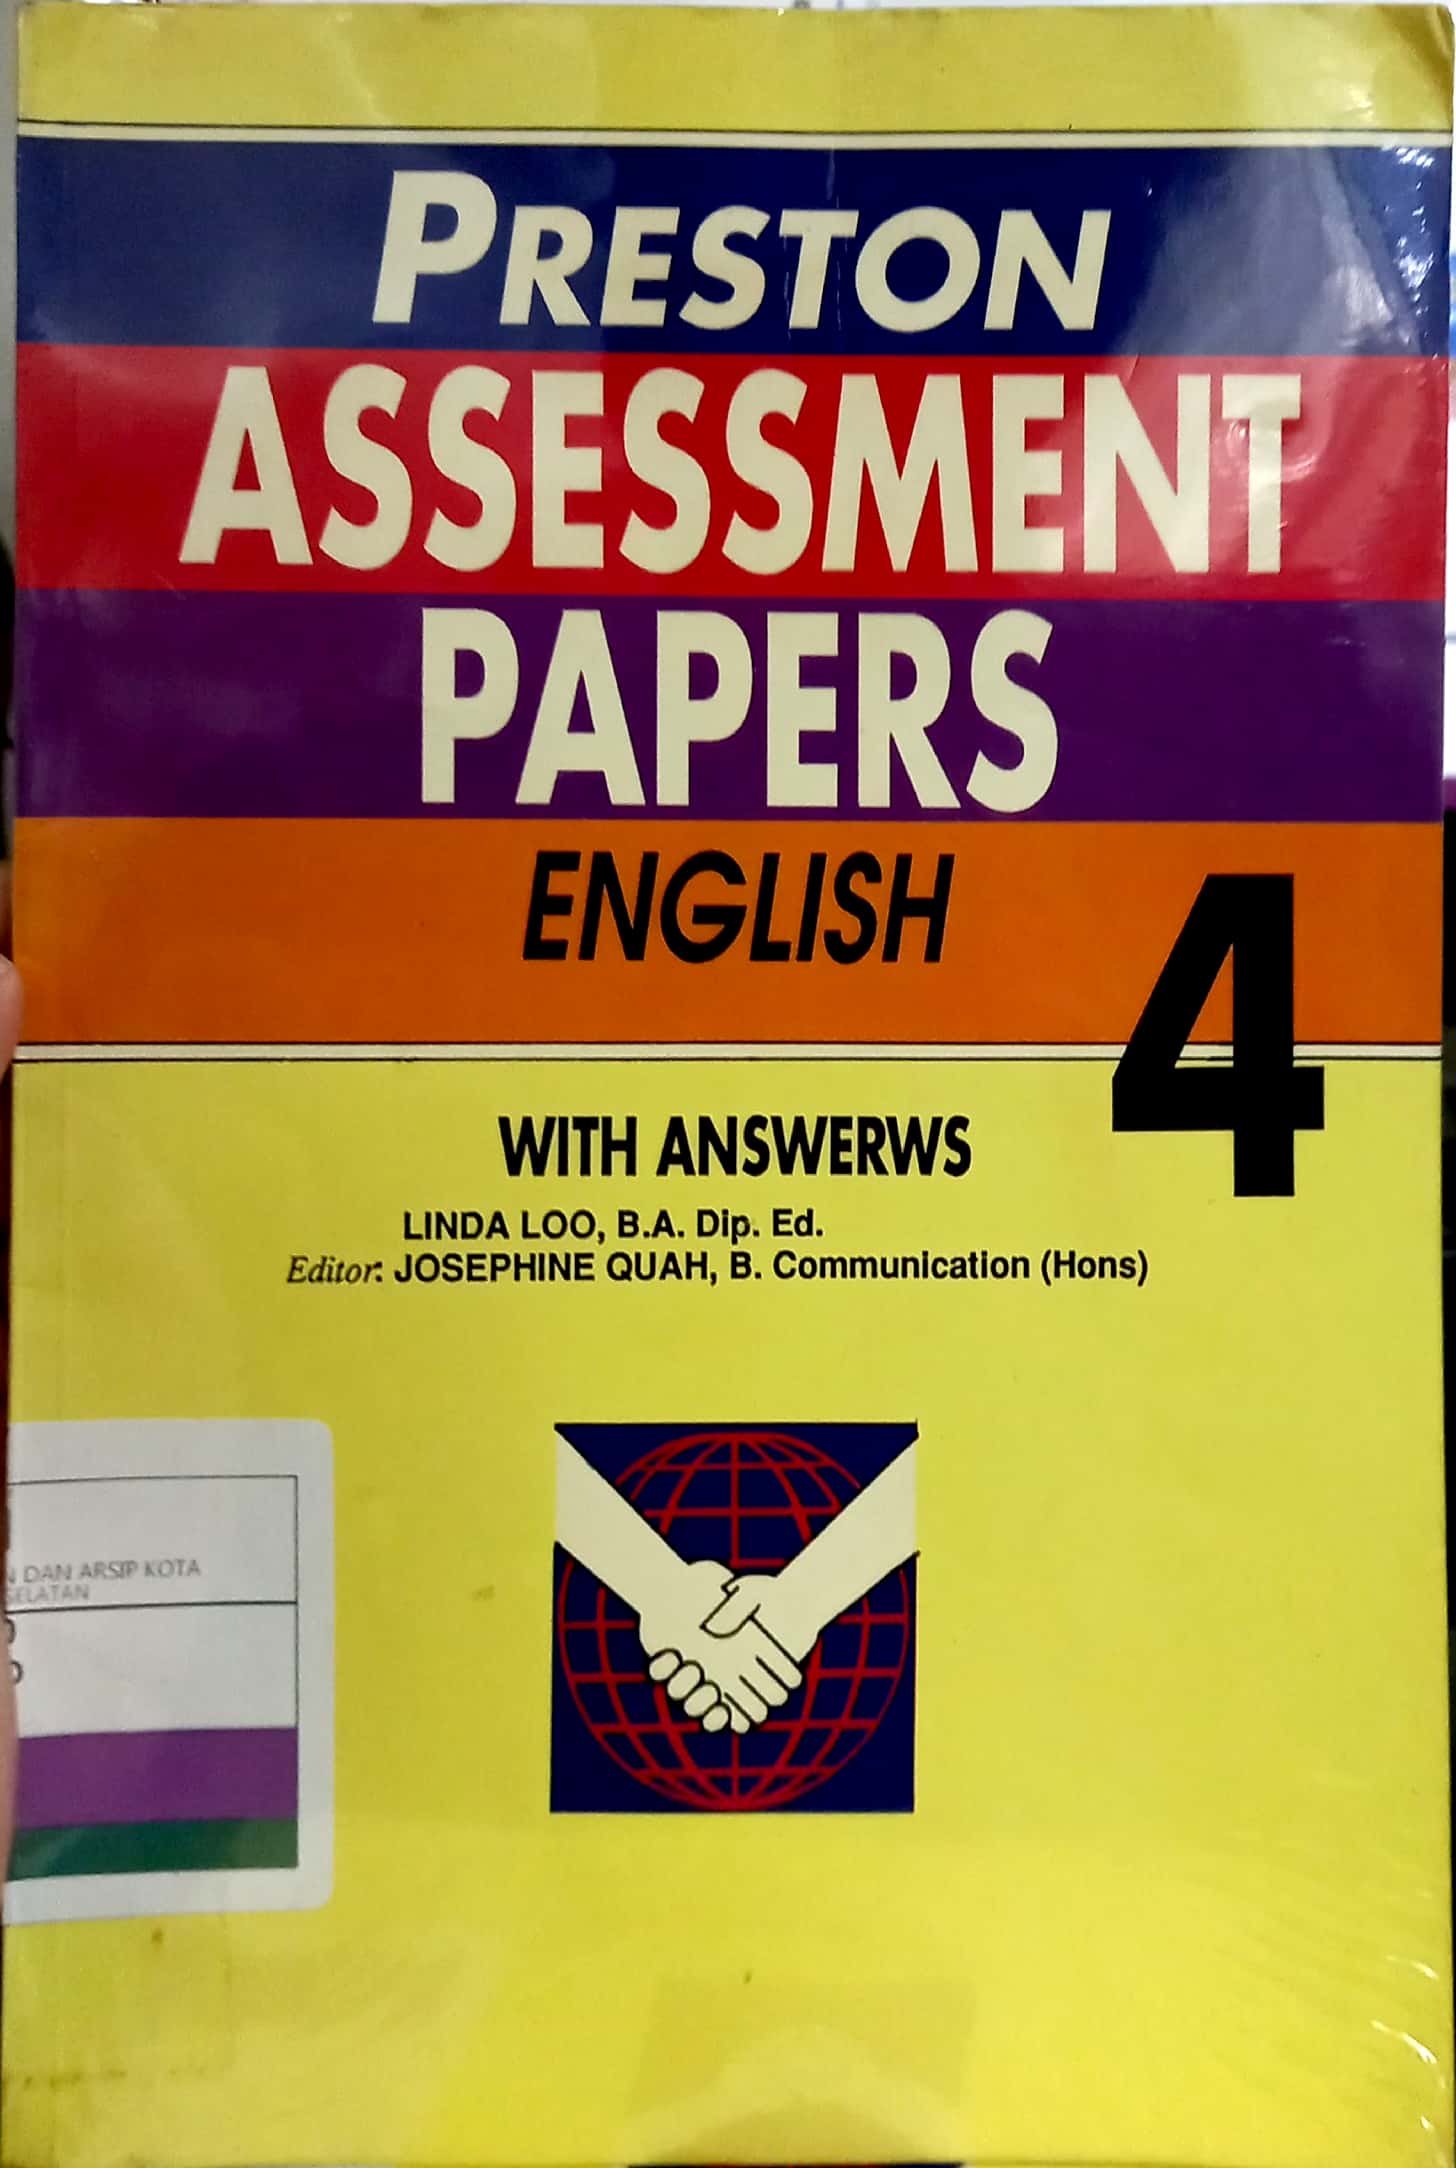 PRESTON
ASSESSMENT
PAPERS
ENGLISH
4
WITH ANSWERWS
LINDA LOO, B.A. Dip. Ed.
Editor: JOSEPHINE QUAH, B. Communication (Hons)
DAN ARSIP KOTA
SELATAN